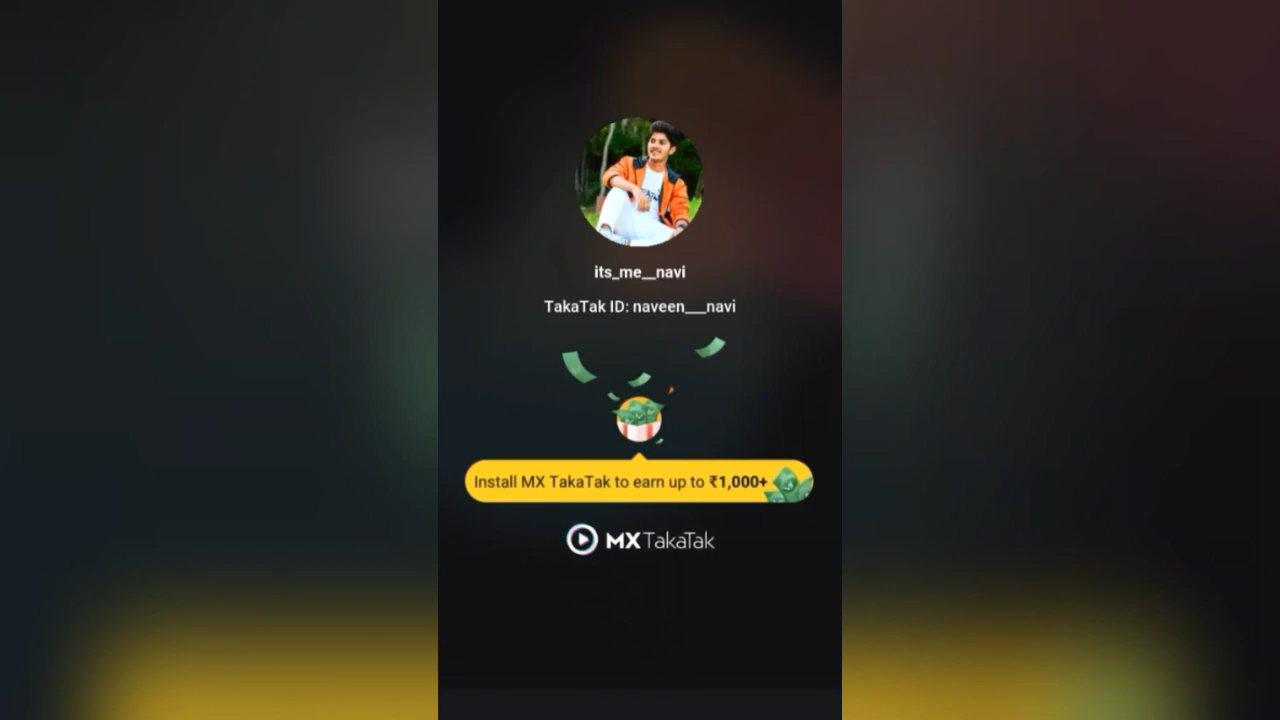 its_me__navi
TakaTak ID: naveen___navi
Install MX TakaTak to earn up to ₹1,000+
MX TakaTak